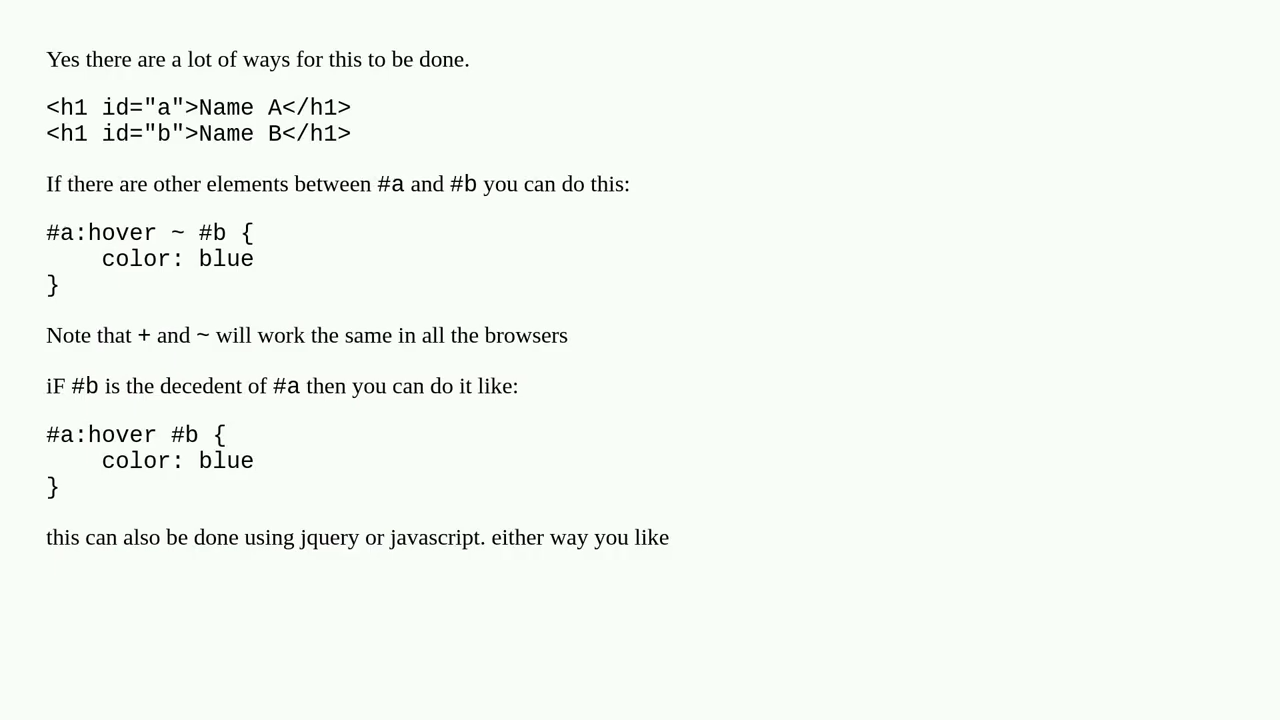 Yes there are a lot of ways for this to be done.
<h1 id="a">Name A</h1>
<h1 id="b">Name B</h1>
If there are other elements between #a and #b you can do this:
#a:hover ~ #b {
    color: blue
}
Note that + and ~ will work the same in all the browsers
iF #b is the decedent of #a then you can do it like:
#a:hover #b {
    color: blue
}
this can also be done using jquery or javascript. either way you like